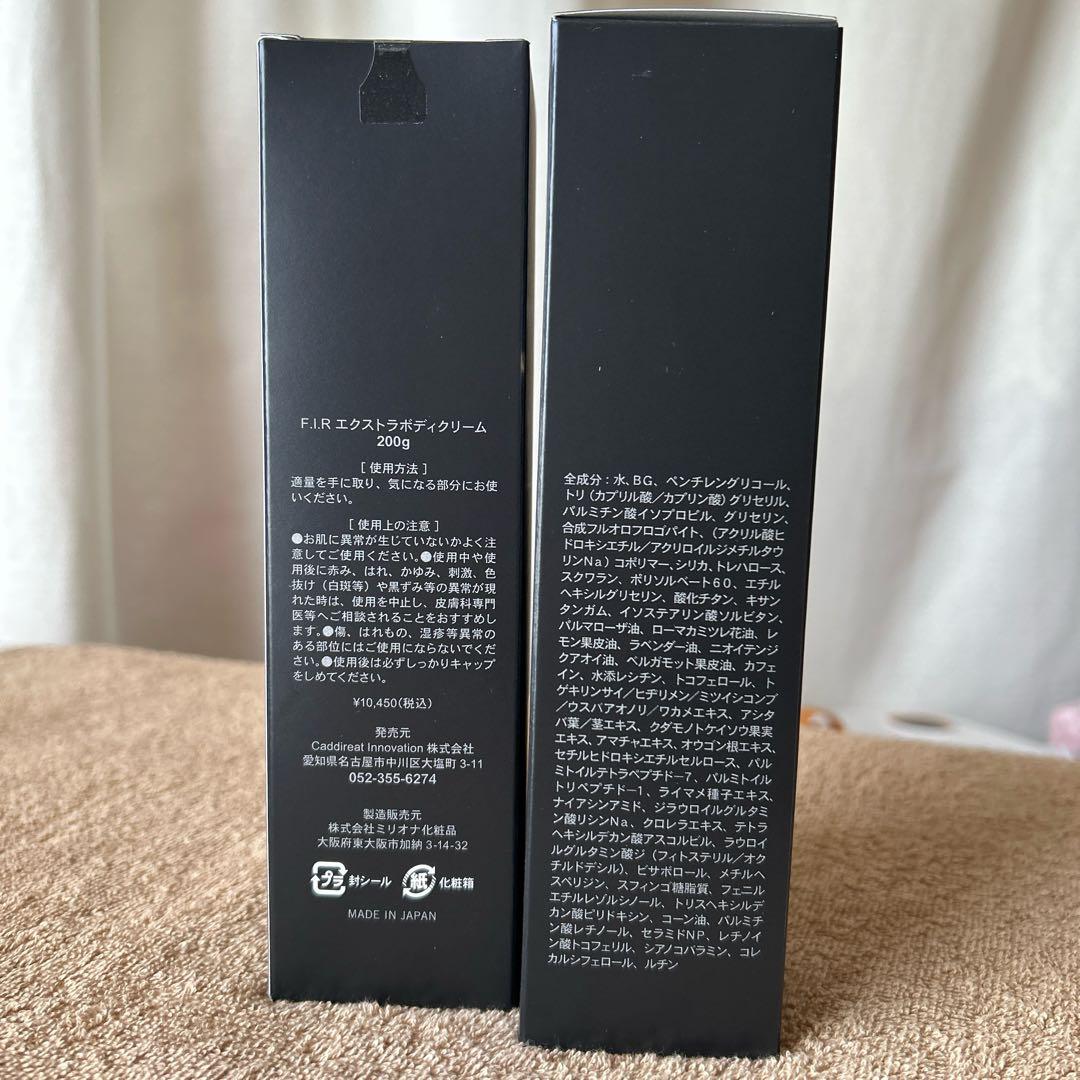 F.I.R エクストラボディクリーム
200g
[ 使用方法 ]
適量を手に取り、気になる部分にお使
いください。
[ 使用上の注意 ]
●お肌に異常が生じていないかよく注
意してご使用ください。●使用中や使
用後に赤み、はれ、かゆみ、刺激、色
抜け（白斑等）や黒ずみ等の異常が現
れた時は、使用を中止し、皮膚科専門
医等へご相談されることをおすすめし
ます。●傷、はれもの、湿疹等異常の
ある部位にはご使用にならないでくだ
さい。●使用後は必ずしっかりキャップ
をしめてください。
¥10,450(税込)
発売元
Caddireat Innovation 株式会社
愛知県名古屋市中川区大塩町 3-11
052-355-6274
製造販売元
株式会社ミリオナ化粧品
大阪府東大阪市加納 3-14-32
プラ 封シール 紙 化粧箱
MADE IN JAPAN
全成分：水、BG、ペンチレングリコール、
トリ（カプリル酸／カプリン酸）グリセリル、
パルミチン酸イソプロピル、グリセリン、
合成フルオロフロゴパイト、（アクリル酸ヒ
ドロキシエチル／アクリロイルジメチルタウ
リンNa）コポリマー、シリカ、トレハロース、
スクワラン、ポリソルベート60、エチル
ヘキシルグリセリン、酸化チタン、キサン
タンガム、イソステアリン酸ソルビタン、
パルマローザ油、ローマカミツレ花油、レ
モン果皮油、ラベンダー油、ニオイテンジ
クアオイ油、ベルガモット果皮油、カフェ
イン、水添レシチン、トコフェロール、ト
ゲキリンサイ／ヒヂリメン／ミツイシコンブ
／ウスバアオノリ／ワカメエキス、アシタ
バ葉／茎エキス、クダモノトケイソウ果実
エキス、アマチャエキス、オウゴン根エキス、
セチルヒドロキシエチルセルロース、パル
ミトイルテトラペプチド-7、パルミトイル
トリペプチド-1、ライマメ種子エキス、
ナイアシンアミド、ジラウロイルグルタミ
ン酸リシンNa、クロレラエキス、テトラ
ヘキシルデカン酸アスコルビル、ラウロイ
ルグルタミン酸ジ（フィトステリル／オク
チルドデシル）、ビサボロール、メチルヘ
スペリジン、スフィンゴ糖脂質、フェニル
エチルレゾルシノール、トリスヘキシルデ
カン酸ピリドキシン、コーン油、パルミチ
ン酸レチノール、セラミドNP、レチノイ
ン酸トコフェリル、シアノコバラミン、コレ
カルシフェロール、ルチン